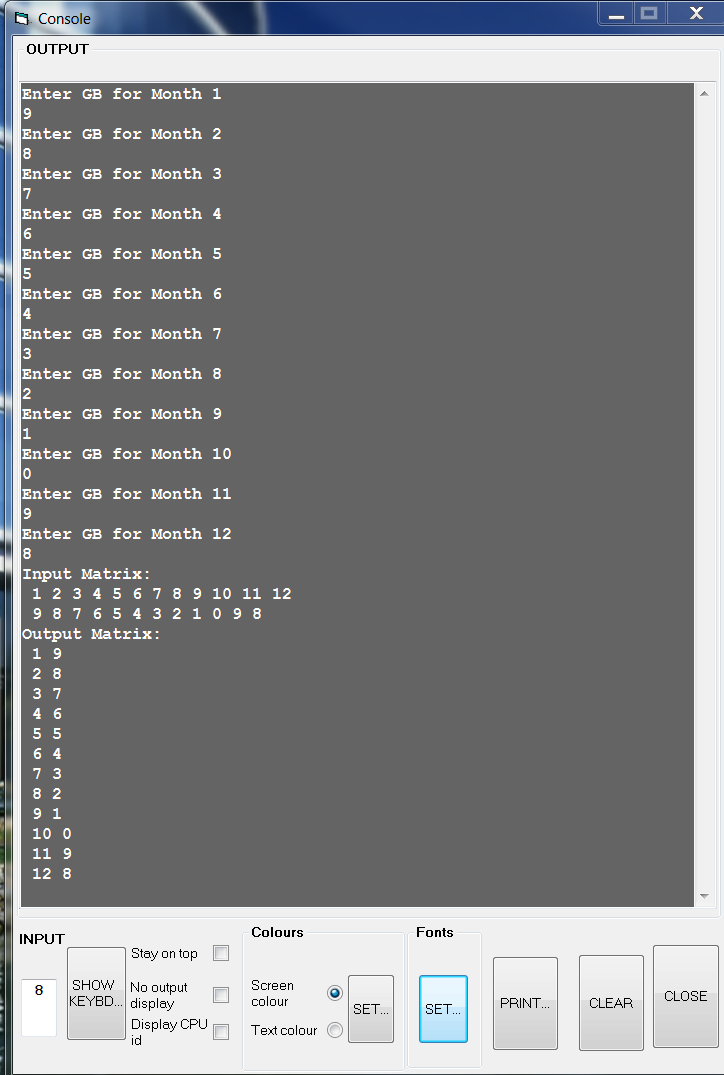 Console
OUTPUT
Enter GB for Month 1
9
Enter GB for Month 2
8
Enter GB for Month 3
7
Enter GB for Month 4
6
Enter GB for Month 5
5
Enter GB for Month 6
4
Enter GB for Month 7
3
Enter GB for Month 8
2
Enter GB for Month 9
1
Enter GB for Month 10
0
Enter GB for Month 11
9
Enter GB for Month 12
8
Input Matrix:
1 2 3 4 5 6 7 8 9 10 11 12
9 8 7 6 5 4 3 2 1 0 9 8
Output Matrix:
1 9
2 8
3 7
4 6
5 5
6 4
7 3
8 2
9 1
10 0
11 9
12 8
INPUT
8
SHOW
KEYBD...
Stay on top
No output
display
Display CPU
id
Colours
Screen
colour
Text colour
SET...
Fonts
SET...
PRINT...
CLEAR
CLOSE